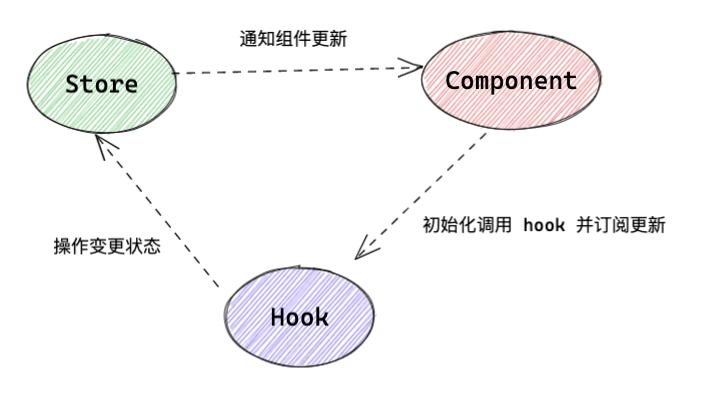 通知组件更新
Store
Component
初始化调用 hook 并订阅更新
操作变更状态
Hook